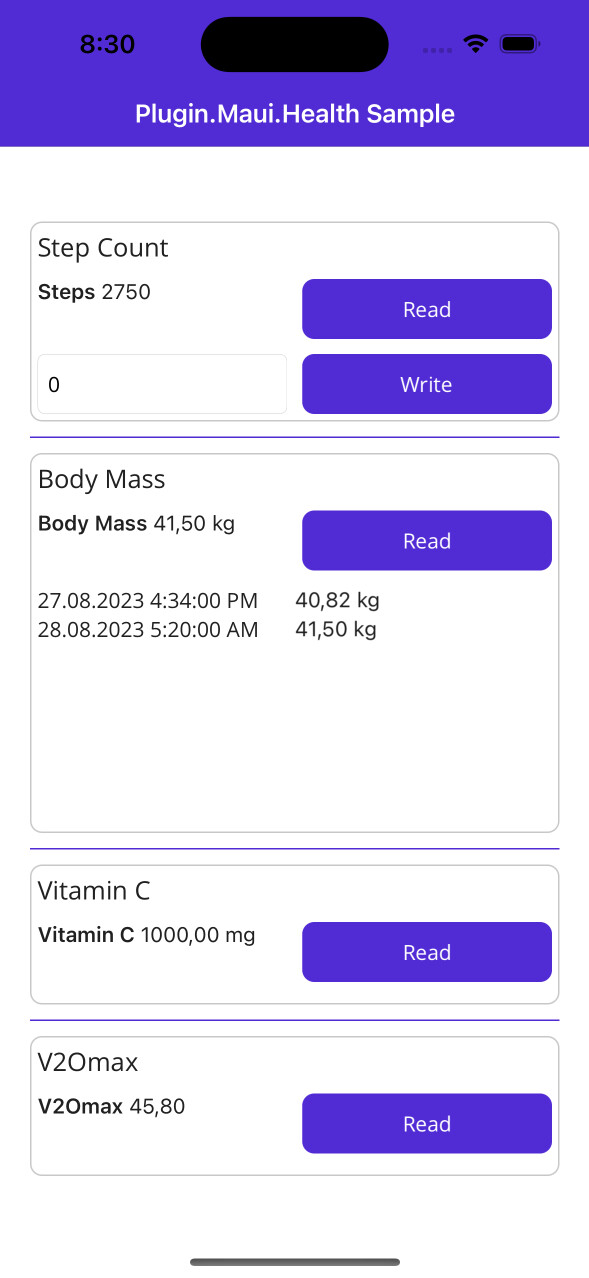 8:30
Plugin.Maui.Health Sample
Step Count
Steps 2750
Read
0
Write
Body Mass
Body Mass 41,50 kg
Read
27.08.2023 4:34:00 PM 40,82 kg
28.08.2023 5:20:00 AM 41,50 kg
Vitamin C
Vitamin C 1000,00 mg
Read
V2Omax
V2Omax 45,80
Read